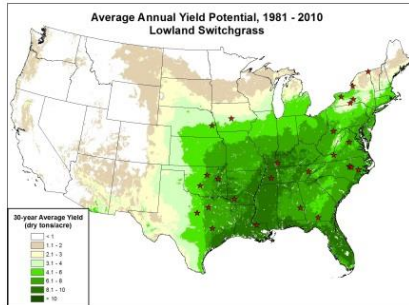 Average Annual Yield Potential, 1981 - 2010
Lowland Switchgrass
30-year Average Yield
(dry tons/acre)
< 1
1.1 - 2
2.1 - 3
3.1 - 4
4.1 - 6
6.1 - 8
8.1 - 10
> 10